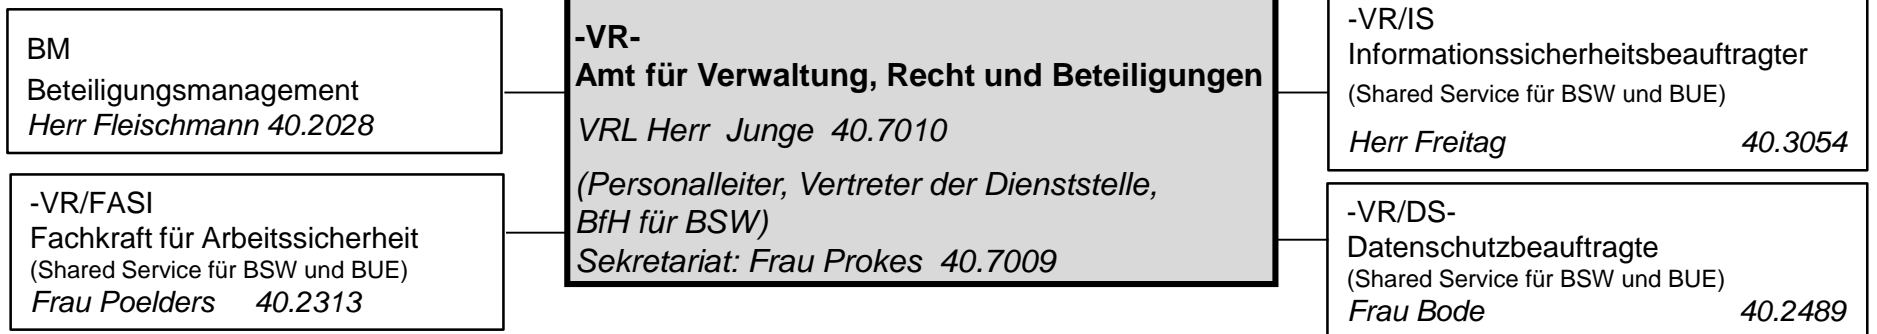 BM
Beteiligungsmanagement
Herr Fleischmann 40.2028
-VR/FASI
Fachkraft für Arbeitssicherheit
(Shared Service für BSW und BUE)
Frau Poelders 40.2313
-VR-
Amt für Verwaltung, Recht und Beteiligungen
VRL Herr Junge 40.7010
(Personalleiter, Vertreter der Dienststelle,
BfH für BSW)
Sekretariat: Frau Prokes 40.7009
-VR/IS
Informationssicherheitsbeauftragter
(Shared Service für BSW und BUE)
Herr Freitag 40.3054
-VR/DS-
Datenschutzbeauftragte
(Shared Service für BSW und BUE)
Frau Bode 40.2489